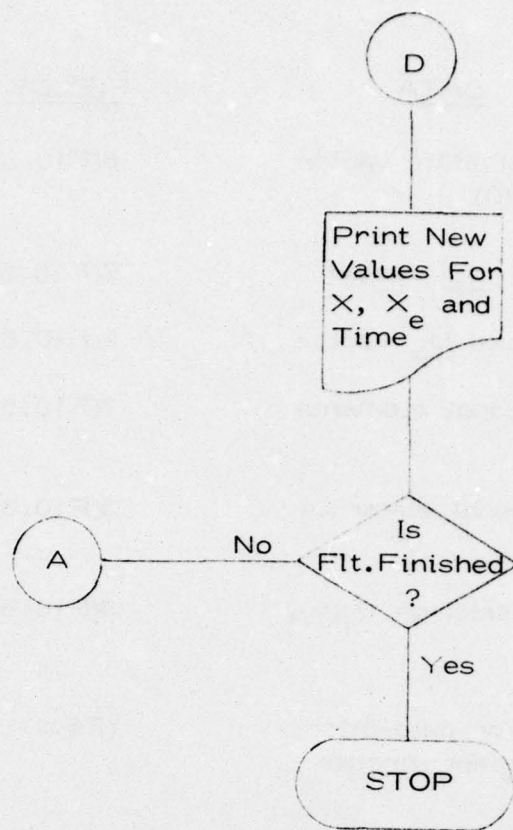 D
Print New
Values For
X, Xe and
Time
Is
Flt.Finished
?
No
A
Yes
STOP